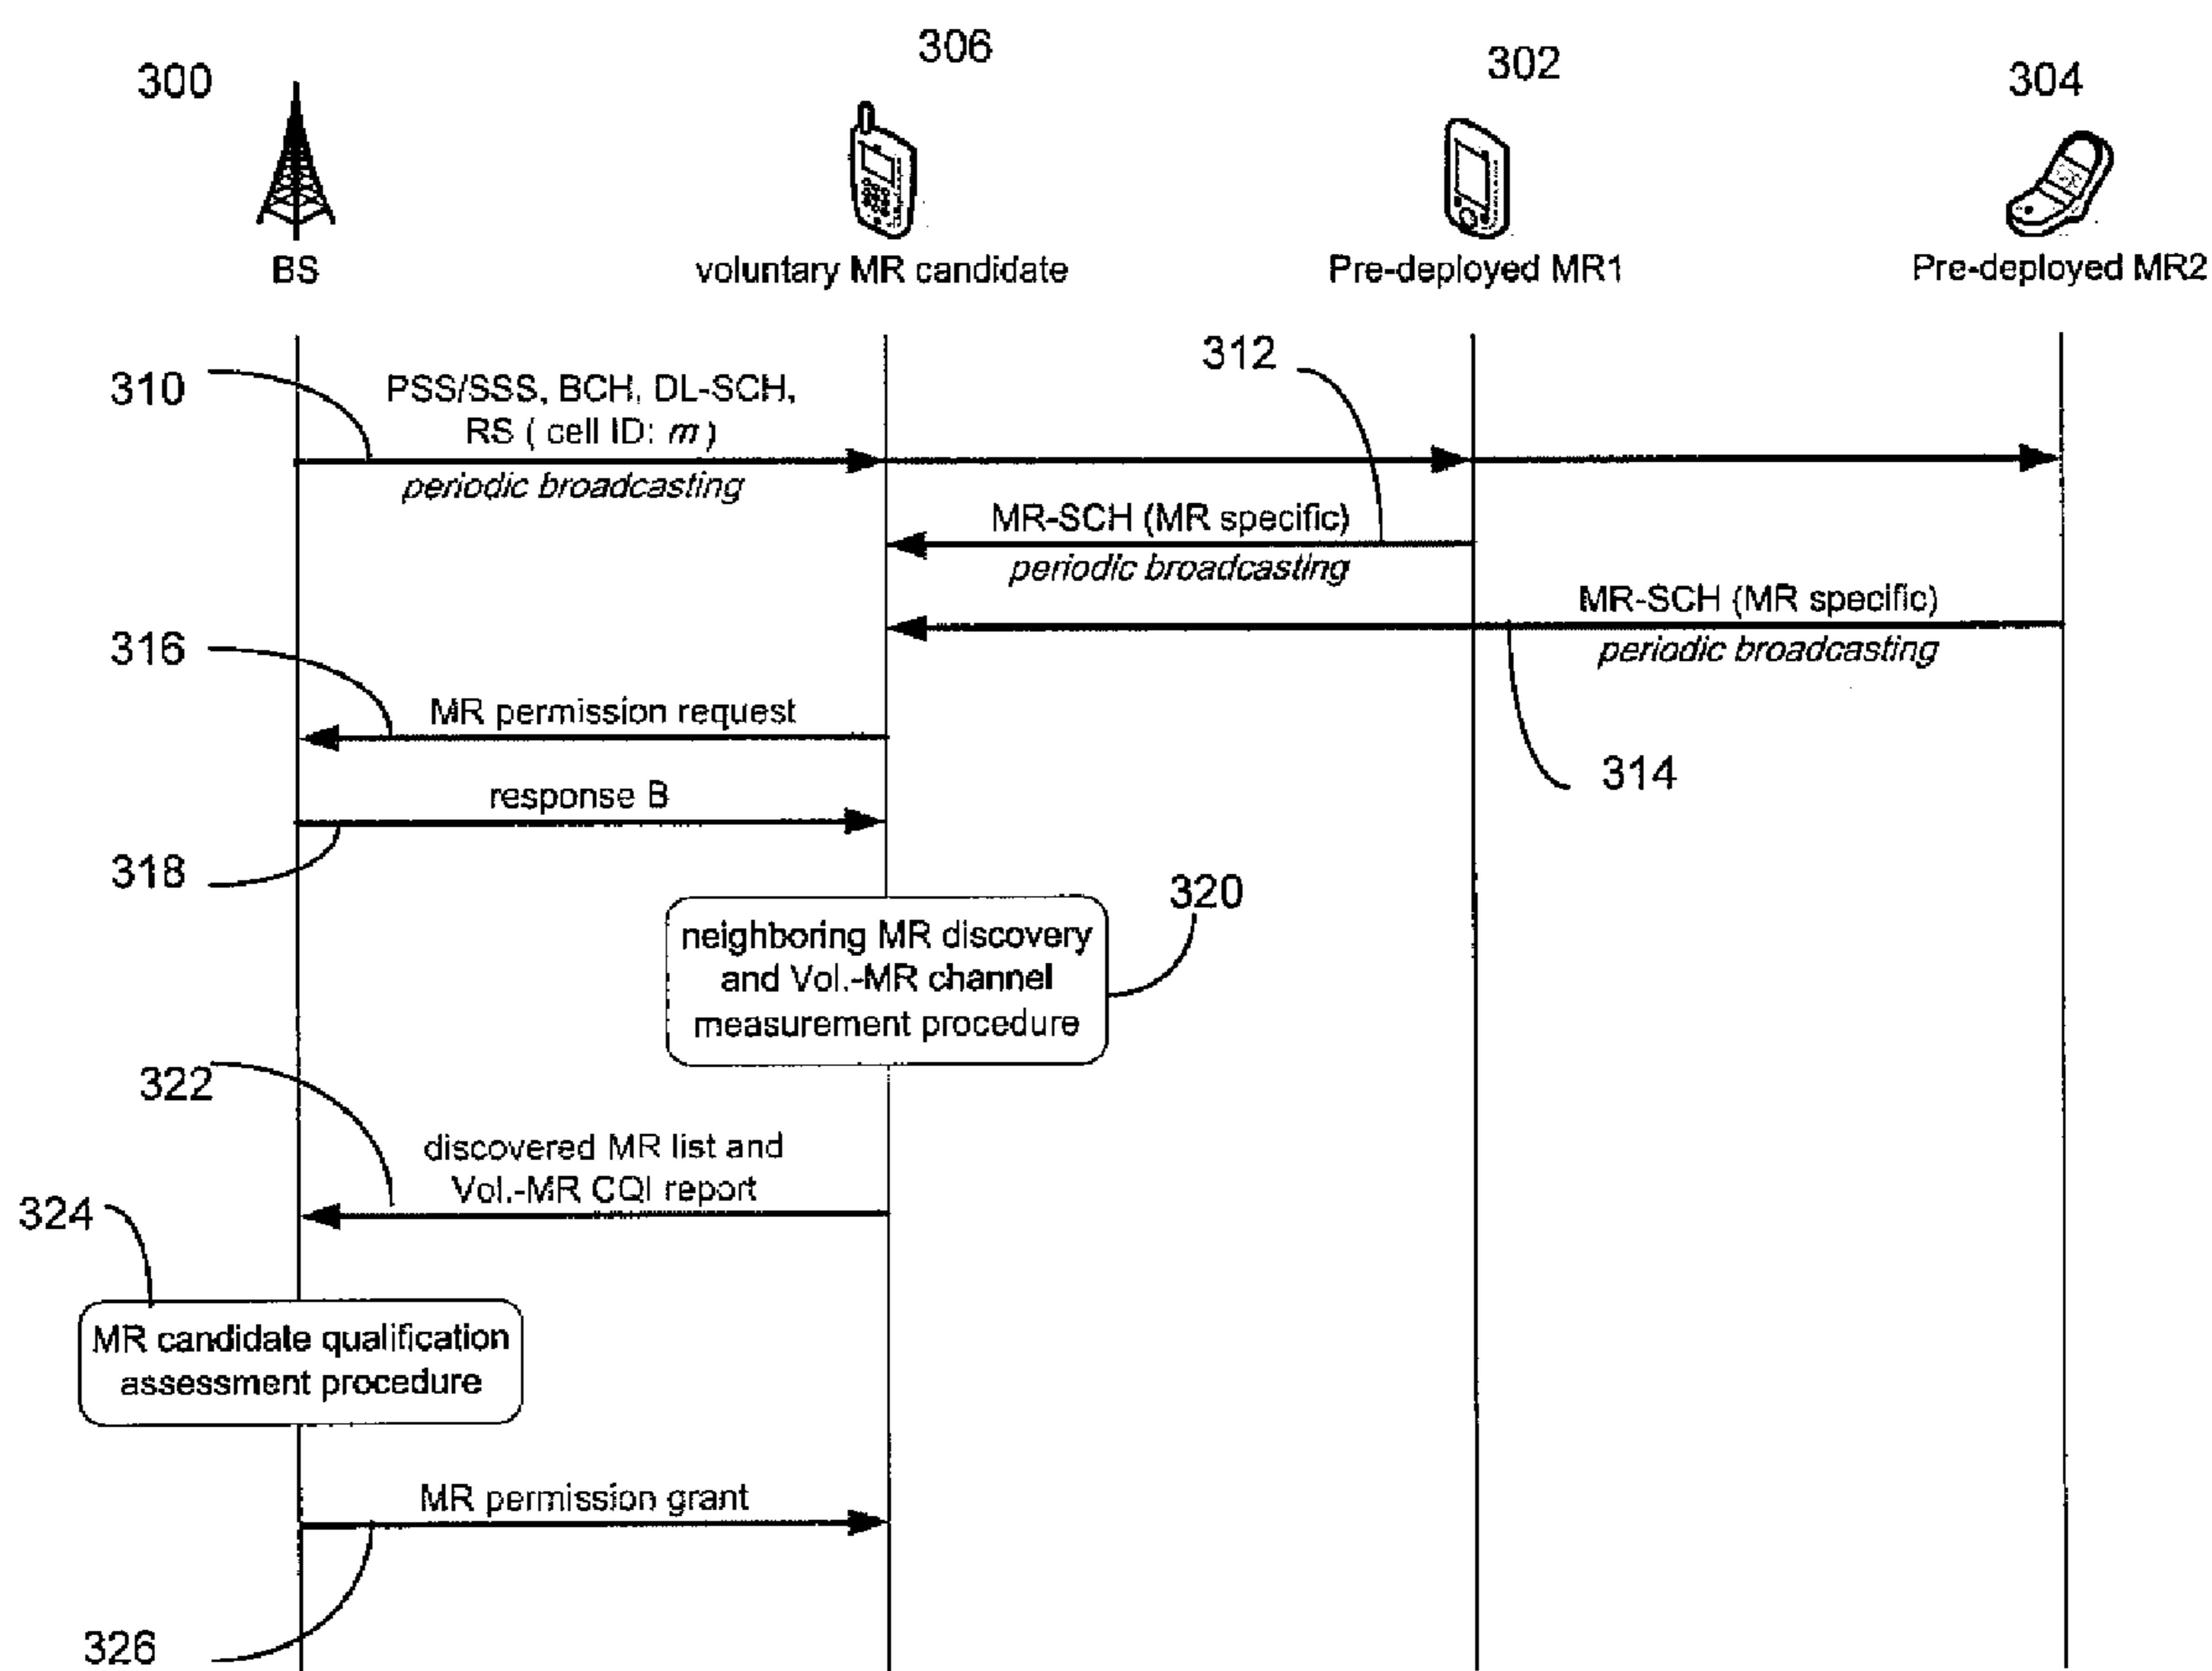 300
306
302
304
BS
voluntary MR candidate
Pre-deployed MR1
Pre-deployed MR2
310
PSS/SSS, BCH, DL-SCH,
RS ( cell ID: m )
periodic broadcasting
312
MR-SCH (MR specific)
periodic broadcasting
MR-SCH (MR specific)
periodic broadcasting
314
316
MR permission request
response B
318
320
neighboring MR discovery
and Vol.-MR channel
measurement procedure
322
discovered MR list and
Vol.-MR CQI report
324
MR candidate qualification
assessment procedure
MR permission grant
326